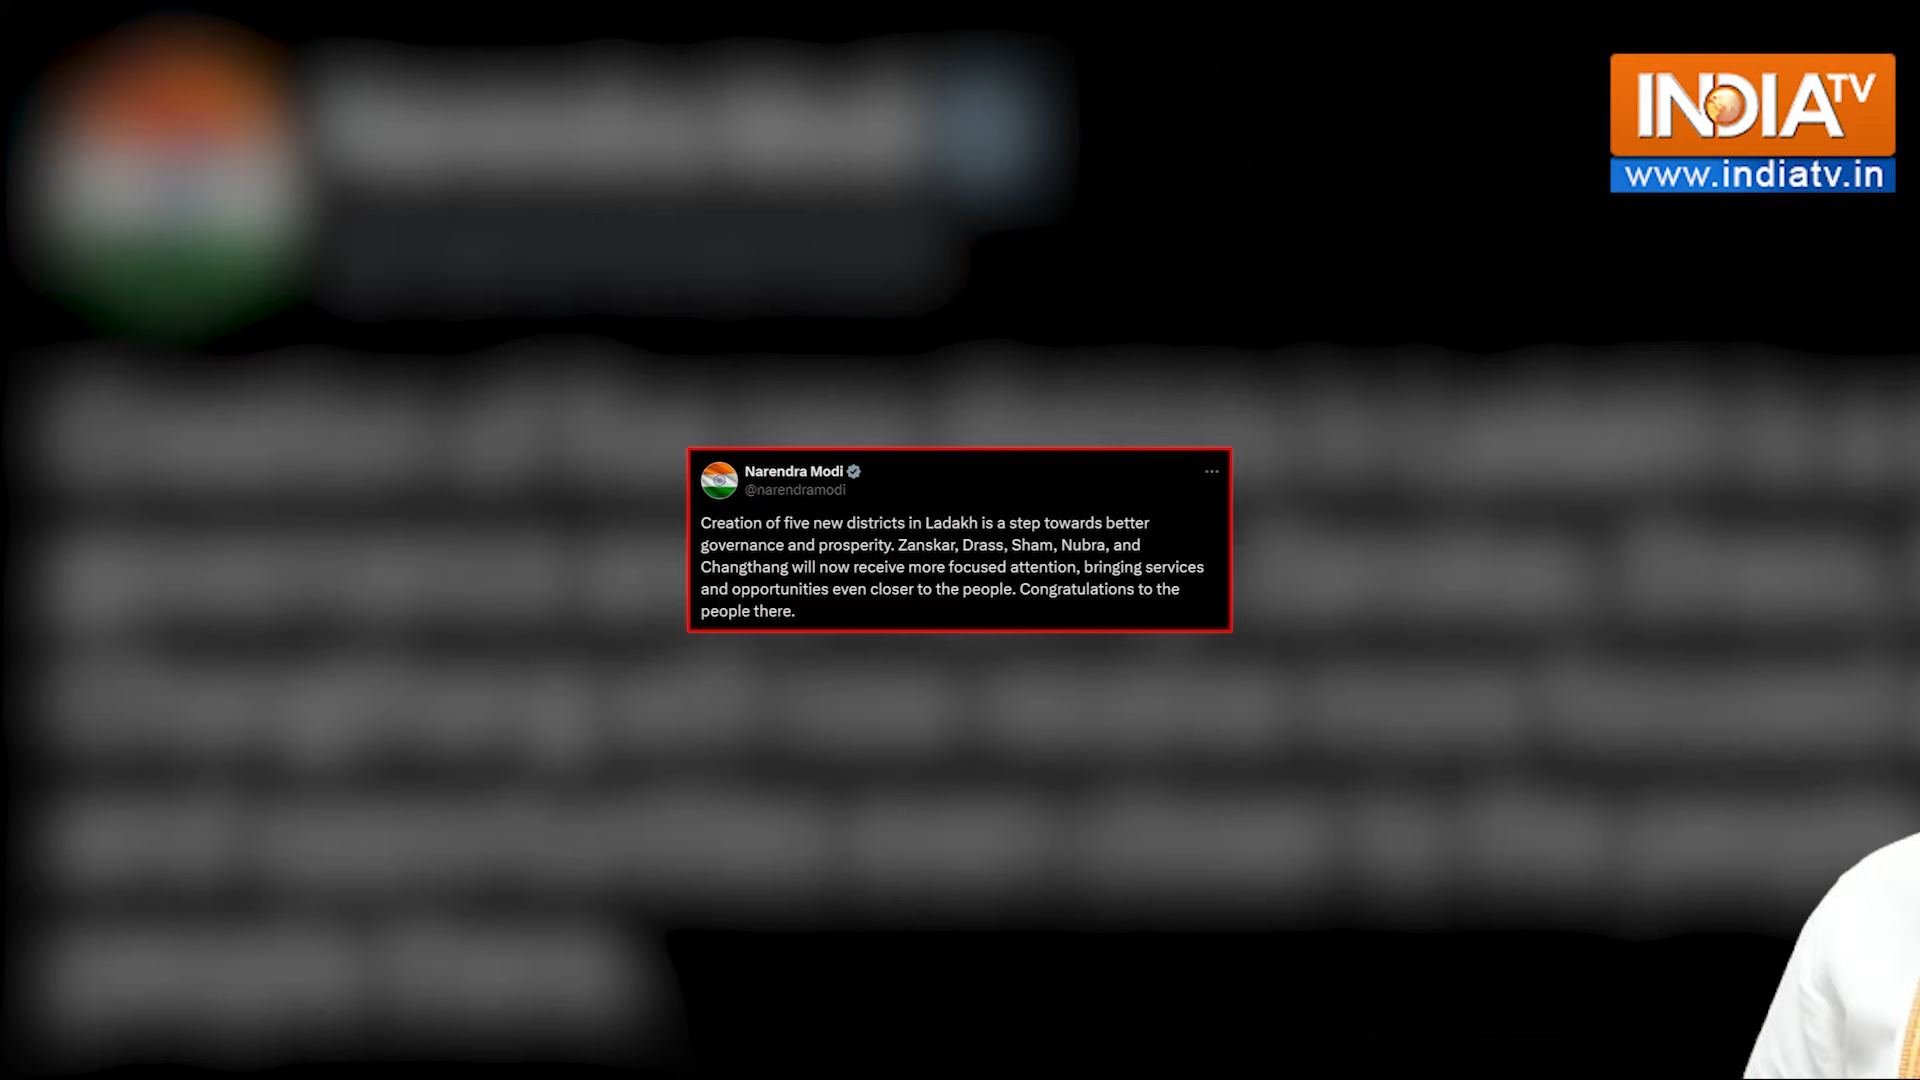 INDIA TV
www.indiatv.in
Narendra Modi
@narendramodi
Creation of five new districts in Ladakh is a step towards better
governance and prosperity. Zanskar, Drass, Sham, Nubra, and
Changthang will now receive more focused attention, bringing services
and opportunities even closer to the people. Congratulations to the
people there.